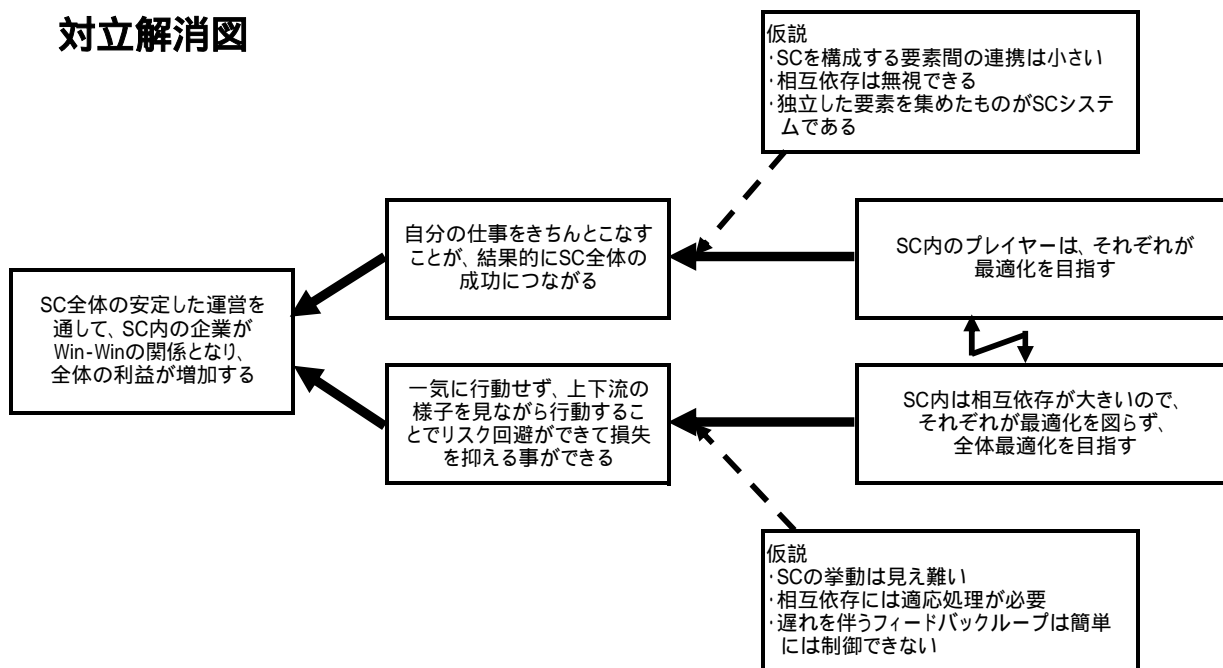 対立解消図
仮説
・SCを構成する要素間の連携は小さい
・相互依存は無視できる
・独立した要素を集めたものがSCシステ
ムである
自分の仕事をきちんとこなす
ことが、結果的にSC全体の
成功につながる
SC内のプレイヤーは、それぞれが
最適化を目指す
SC全体の安定した運営を
通して、SC内の企業が
Win-Winの関係となり、
全体の利益が増加する
一気に行動せず、上下流の
様子を見ながら行動するこ
とでリスク回避ができて損失
を抑える事ができる
SC内は相互依存が大きいので、
それぞれが最適化を図らず、
全体最適化を目指す
仮説
・SCの挙動は見え難い
・相互依存には適応処理が必要
・遅れを伴うフィードバックループは簡単
には制御できない